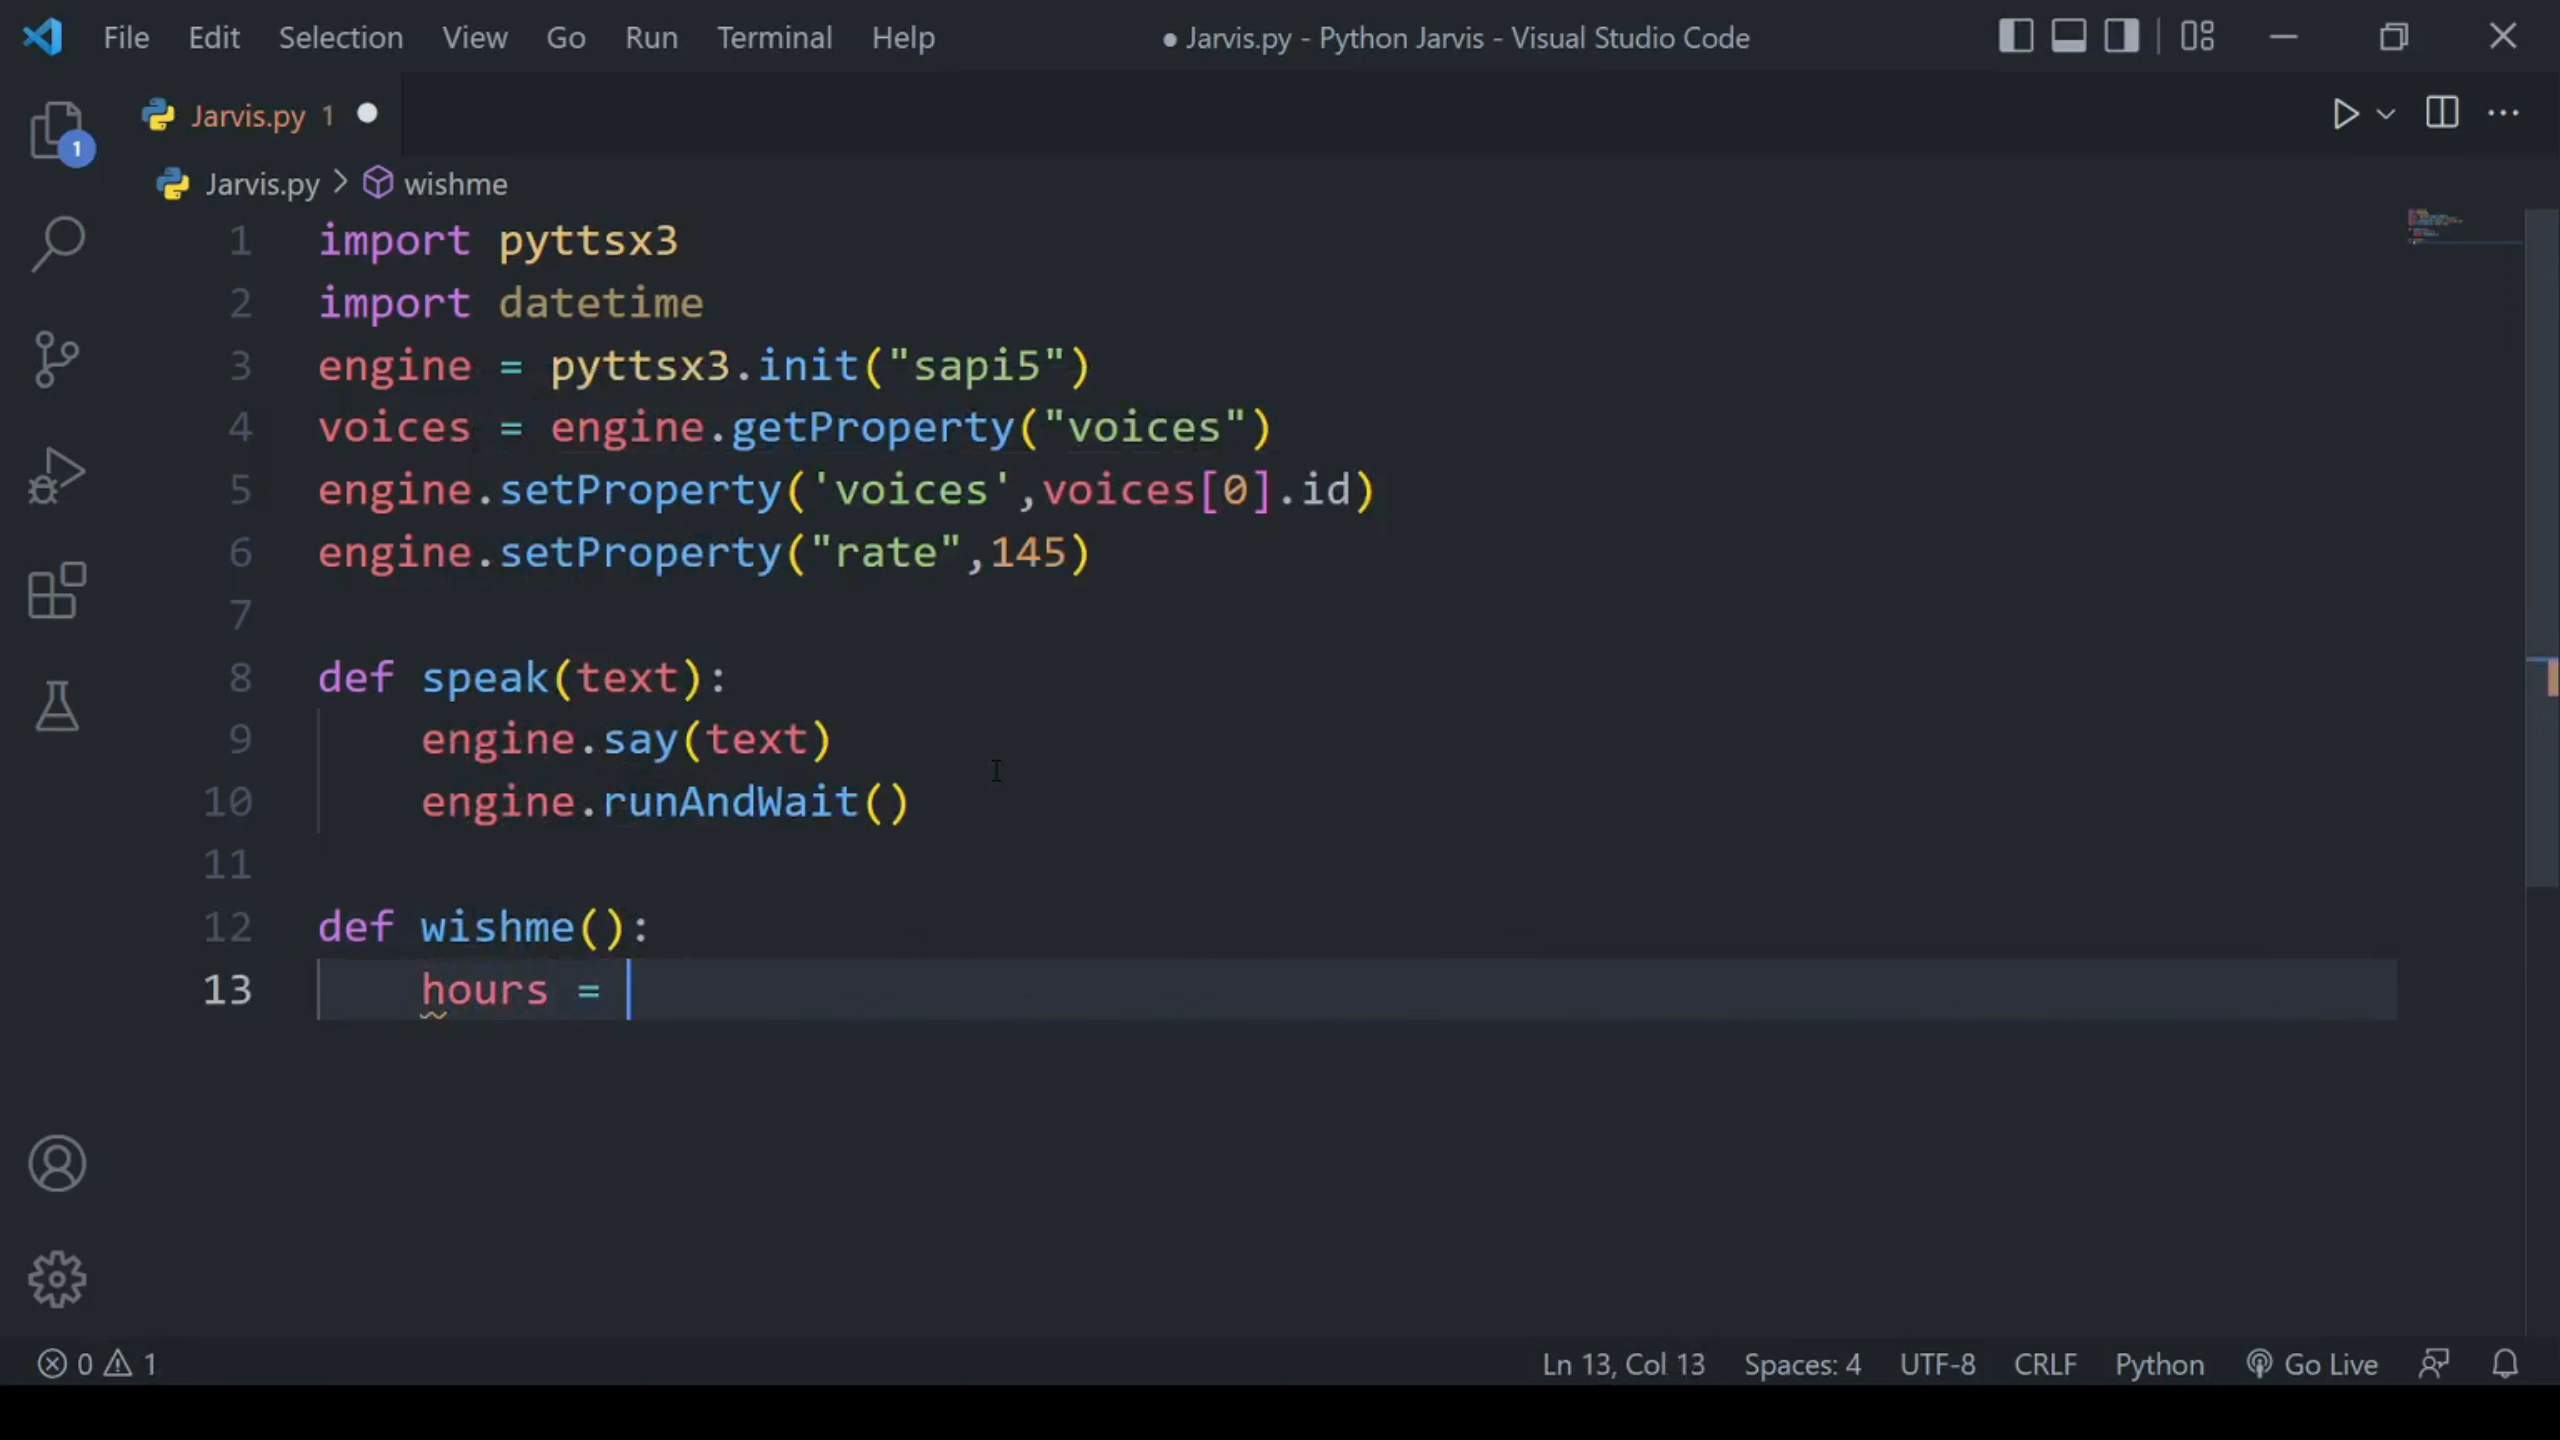 File Edit Selection View Go Run Terminal Help ● Jarvis.py - Python Jarvis - Visual Studio Code
Jarvis.py 1
1
Jarvis.py > wishme
1 import pyttsx3
2 import datetime
3 engine = pyttsx3.init("sapi5")
4 voices = engine.getProperty("voices")
5 engine.setProperty('voices',voices[0].id)
6 engine.setProperty("rate",145)
7
8 def speak(text):
9     engine.say(text)
10     engine.runAndWait()
11
12 def wishme():
13     hours =
0 1 Ln 13, Col 13 Spaces: 4 UTF-8 CRLF Python Go Live